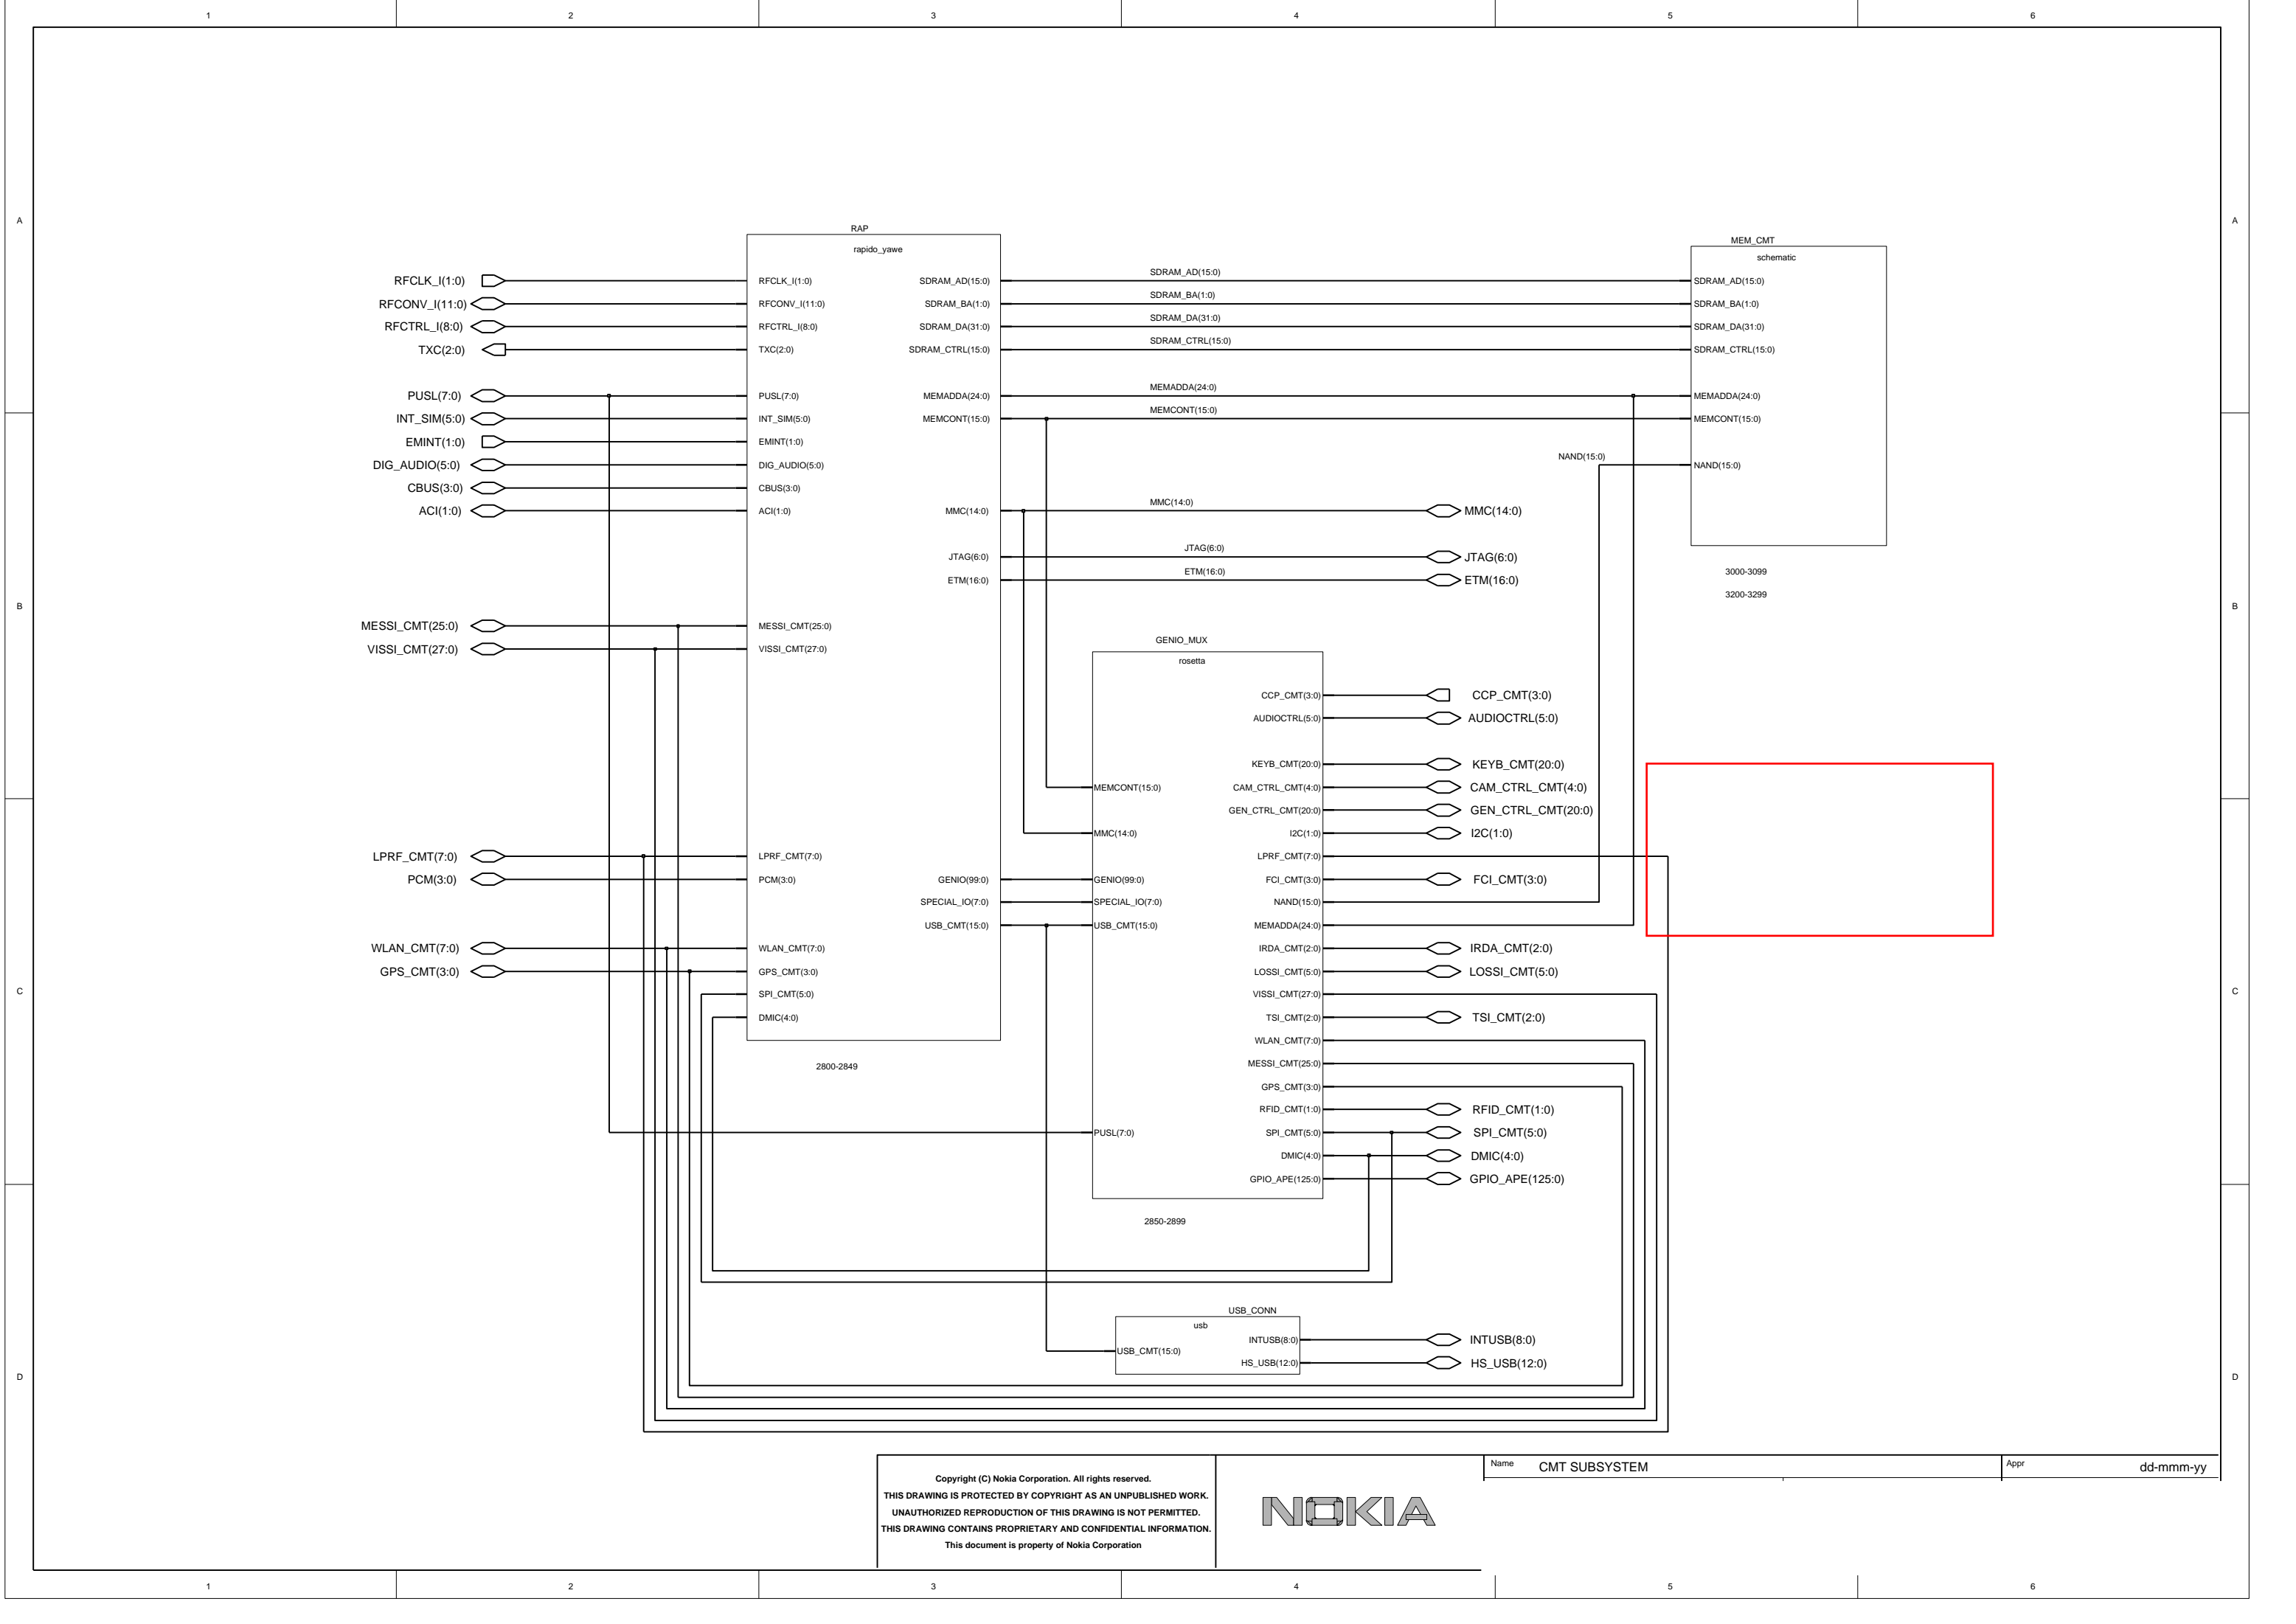 1 2 3 4 5 6
A A
RAP
rapido_yawe
MEM_CMT
schematic
RFCLK_I(1:0) RFCLK_I(1:0) SDRAM_AD(15:0) SDRAM_AD(15:0) SDRAM_AD(15:0)
RFCONV_I(11:0) RFCONV_I(11:0) SDRAM_BA(1:0) SDRAM_BA(1:0) SDRAM_BA(1:0)
RFCTRL_I(8:0) RFCTRL_I(8:0) SDRAM_DA(31:0) SDRAM_DA(31:0) SDRAM_DA(31:0)
TXC(2:0) TXC(2:0) SDRAM_CTRL(15:0) SDRAM_CTRL(15:0) SDRAM_CTRL(15:0)
PUSL(7:0) PUSL(7:0) MEMADDA(24:0) MEMADDA(24:0) MEMADDA(24:0)
INT_SIM(5:0) INT_SIM(5:0) MEMCONT(15:0) MEMCONT(15:0) MEMCONT(15:0)
EMINT(1:0) EMINT(1:0)
DIG_AUDIO(5:0) DIG_AUDIO(5:0) NAND(15:0) NAND(15:0)
CBUS(3:0) CBUS(3:0)
ACI(1:0) ACI(1:0) MMC(14:0) MMC(14:0) MMC(14:0)
JTAG(6:0) JTAG(6:0) JTAG(6:0)
ETM(16:0) ETM(16:0) ETM(16:0)
3000-3099
3200-3299
B B
MESSI_CMT(25:0) MESSI_CMT(25:0)
VISSI_CMT(27:0) VISSI_CMT(27:0)
GENIO_MUX
rosetta
CCP_CMT(3:0) CCP_CMT(3:0)
AUDIOCTRL(5:0) AUDIOCTRL(5:0)
KEYB_CMT(20:0) KEYB_CMT(20:0)
MEMCONT(15:0) CAM_CTRL_CMT(4:0) CAM_CTRL_CMT(4:0)
GEN_CTRL_CMT(20:0) GEN_CTRL_CMT(20:0)
MMC(14:0) I2C(1:0) I2C(1:0)
LPRF_CMT(7:0) LPRF_CMT(7:0) LPRF_CMT(7:0)
PCM(3:0) PCM(3:0) GENIO(99:0) GENIO(99:0) FCI_CMT(3:0) FCI_CMT(3:0)
SPECIAL_IO(7:0) SPECIAL_IO(7:0) NAND(15:0)
USB_CMT(15:0) USB_CMT(15:0) MEMADDA(24:0)
WLAN_CMT(7:0) WLAN_CMT(7:0) IRDA_CMT(2:0) IRDA_CMT(2:0)
GPS_CMT(3:0) GPS_CMT(3:0) LOSSI_CMT(5:0) LOSSI_CMT(5:0)
C SPI_CMT(5:0) VISSI_CMT(27:0) C
DMIC(4:0) TSI_CMT(2:0) TSI_CMT(2:0)
WLAN_CMT(7:0)
2800-2849 MESSI_CMT(25:0)
GPS_CMT(3:0)
RFID_CMT(1:0) RFID_CMT(1:0)
PUSL(7:0) SPI_CMT(5:0) SPI_CMT(5:0)
DMIC(4:0) DMIC(4:0)
GPIO_APE(125:0) GPIO_APE(125:0)
2850-2899
USB_CONN
usb
INTUSB(8:0) INTUSB(8:0)
USB_CMT(15:0)
HS_USB(12:0) HS_USB(12:0)
D D
Copyright (C) Nokia Corporation. All rights reserved.
THIS DRAWING IS PROTECTED BY COPYRIGHT AS AN UNPUBLISHED WORK.
UNAUTHORIZED REPRODUCTION OF THIS DRAWING IS NOT PERMITTED.
THIS DRAWING CONTAINS PROPRIETARY AND CONFIDENTIAL INFORMATION.
This document is property of Nokia Corporation
NOKIA
Name CMT SUBSYSTEM Appr dd-mmm-yy
1 2 3 4 5 6